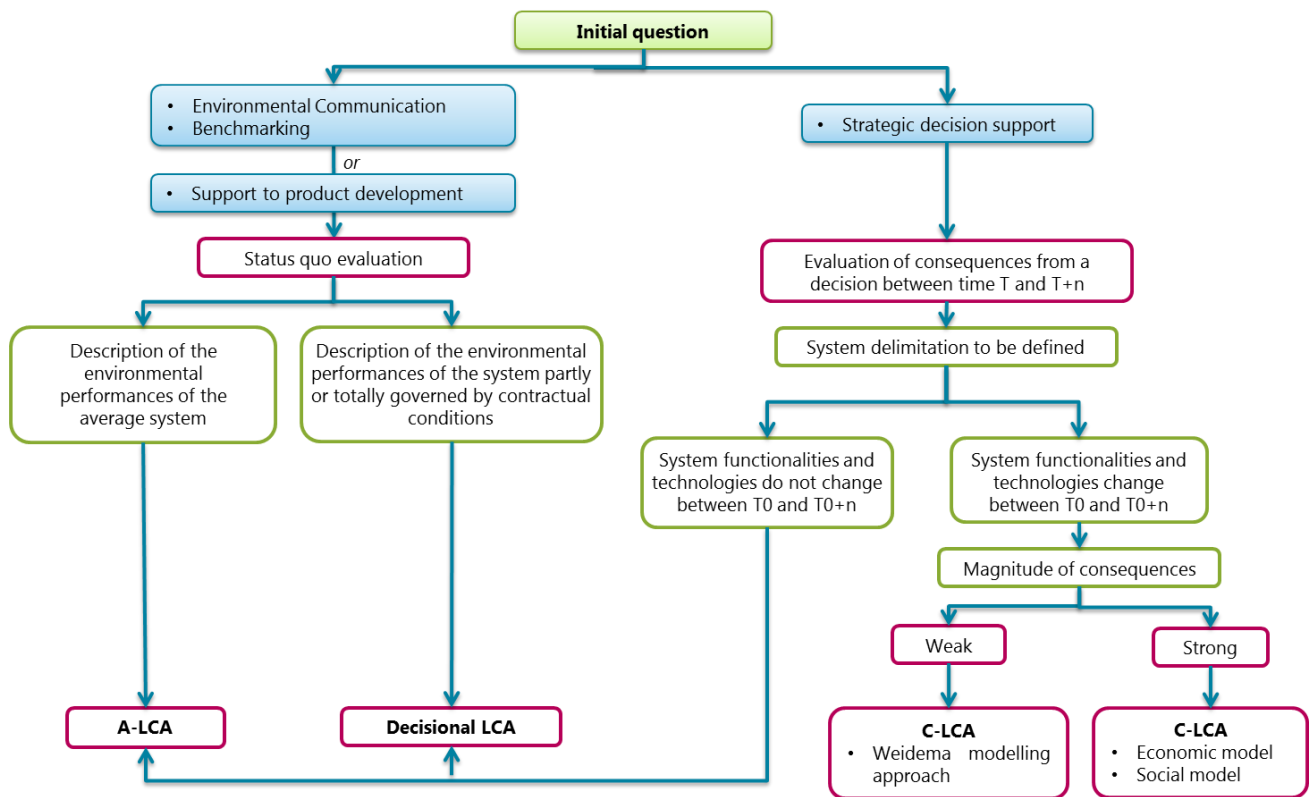 Initial question
• Environmental Communication
• Benchmarking
or
• Support to product development
Status quo evaluation
Description of the
environmental
performances of the
average system
Description of the environmental
performances of the system partly
or totally governed by contractual
conditions
A-LCA
Decisional LCA
• Strategic decision support
Evaluation of consequences from a
decision between time T and T+n
System delimitation to be defined
System functionalities and
technologies do not change
between T0 and T0+n
System functionalities and
technologies change
between T0 and T0+n
Magnitude of consequences
Weak
Strong
C-LCA
• Weidema modelling
approach
C-LCA
• Economic model
• Social model